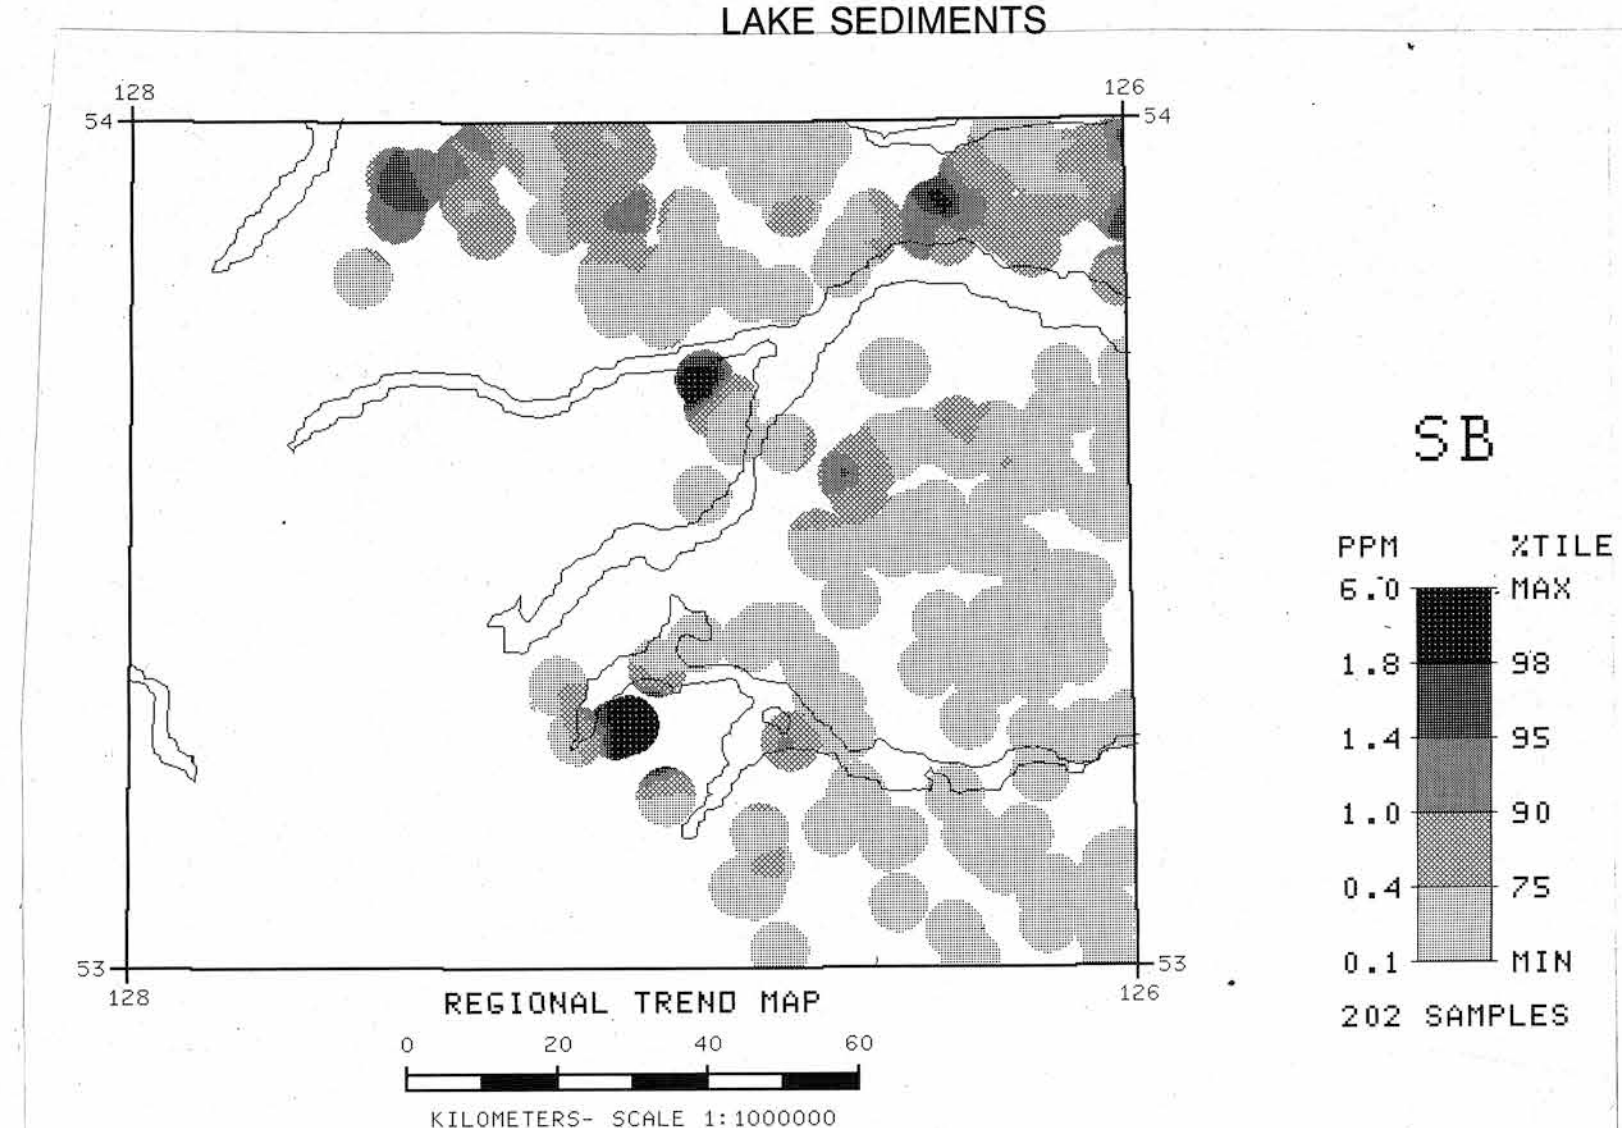 LAKE SEDIMENTS
128 126
54 54
SB
PPM %TILE
6.0 MAX
1.8 98
1.4 95
1.0 90
0.4 75
0.1 MIN
202 SAMPLES
53 53
128 126
REGIONAL TREND MAP
0 20 40 60
KILOMETERS- SCALE 1:1000000